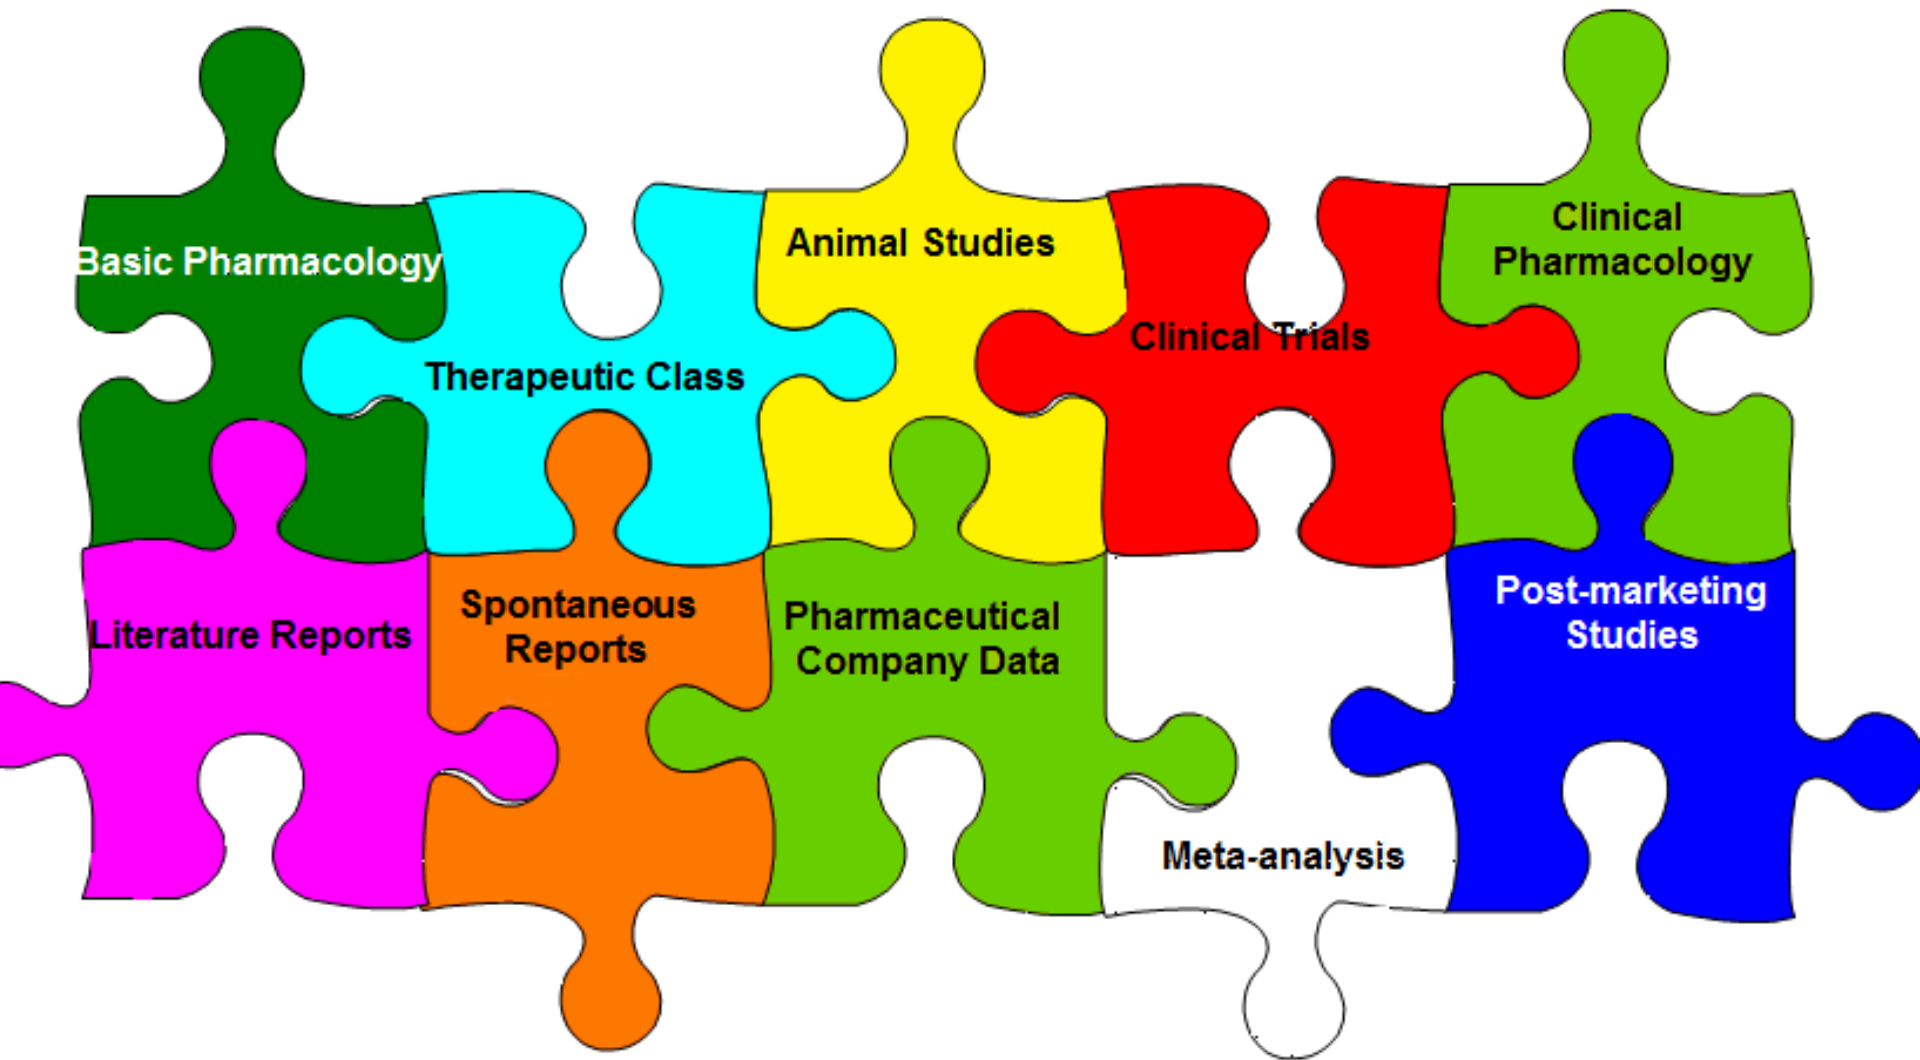 Basic Pharmacology
Therapeutic Class
Animal Studies
Clinical Trials
Clinical
Pharmacology
Literature Reports
Spontaneous
Reports
Pharmaceutical
Company Data
Meta-analysis
Post-marketing
Studies